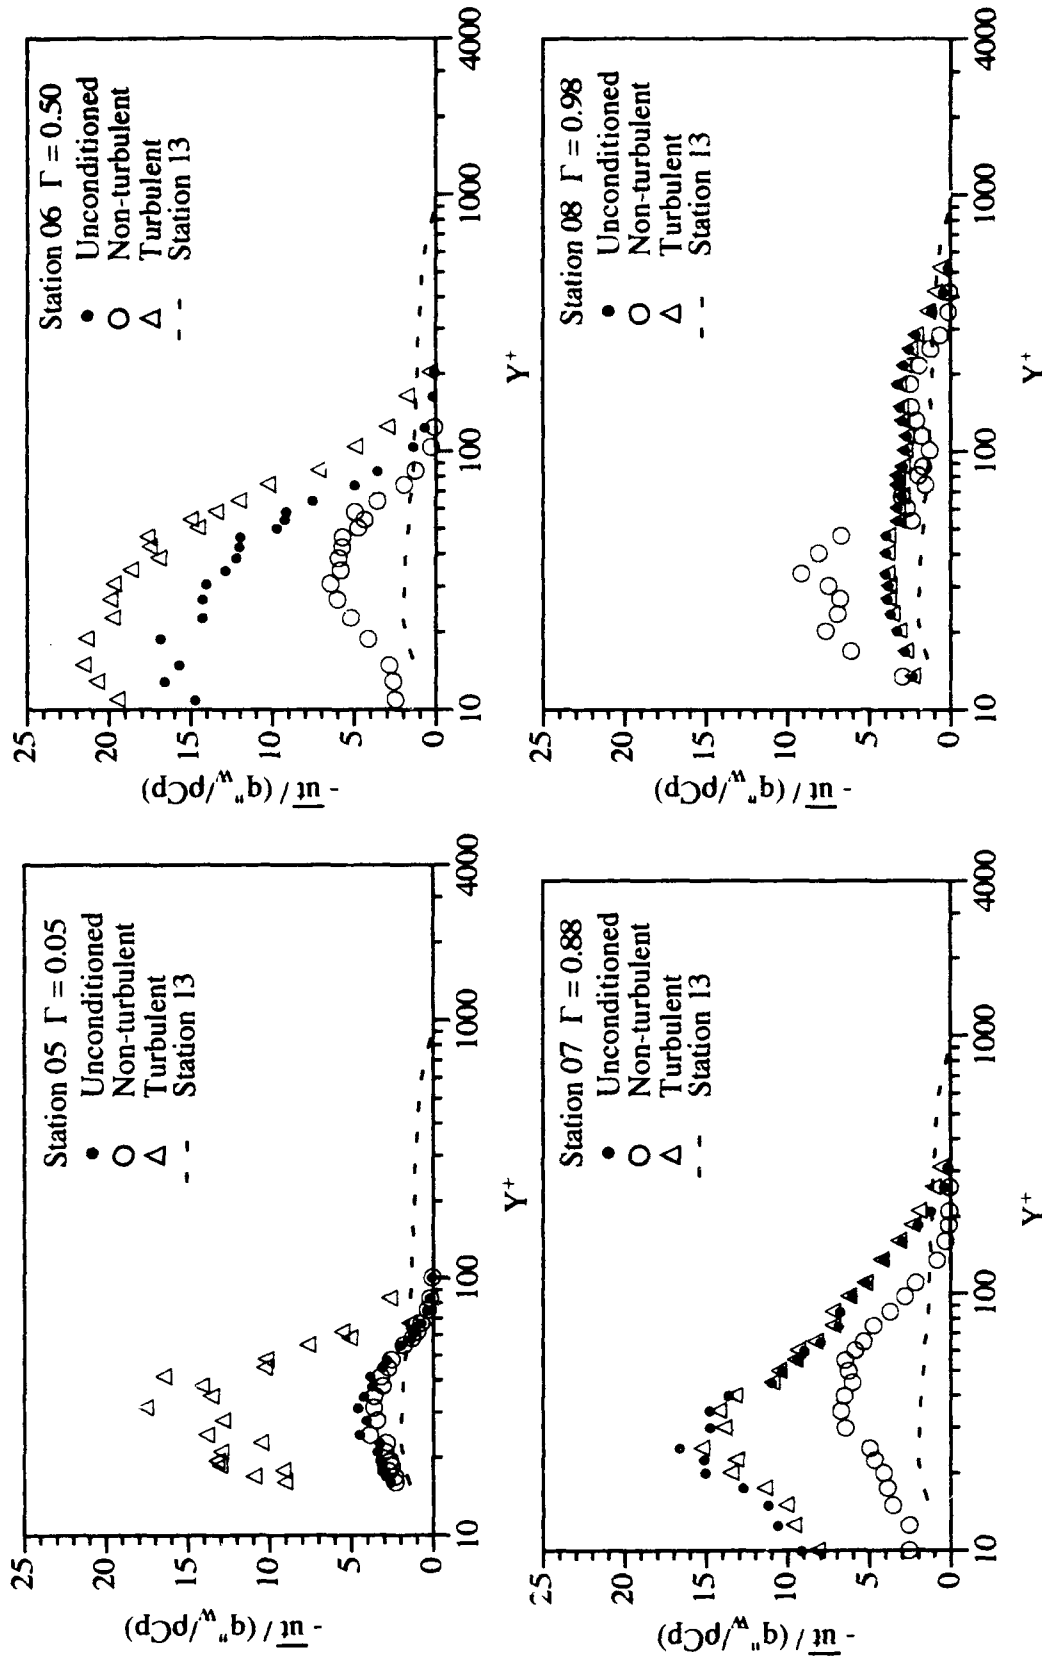 Station 05 Γ = 0.05
● Unconditioned
○ Non-turbulent
△ Turbulent
- - Station 13
25
20
15
10
5
0
- ut / (q"w/ρCp)
10
100
1000
4000
Y+
Station 06 Γ = 0.50
● Unconditioned
○ Non-turbulent
△ Turbulent
- - Station 13
25
20
15
10
5
0
- ut / (q"w/ρCp)
10
100
1000
4000
Y+
Station 07 Γ = 0.88
● Unconditioned
○ Non-turbulent
△ Turbulent
- - Station 13
25
20
15
10
5
0
- ut / (q"w/ρCp)
10
100
1000
4000
Y+
Station 08 Γ = 0.98
● Unconditioned
○ Non-turbulent
△ Turbulent
- - Station 13
25
20
15
10
5
0
- ut / (q"w/ρCp)
10
100
1000
4000
Y+